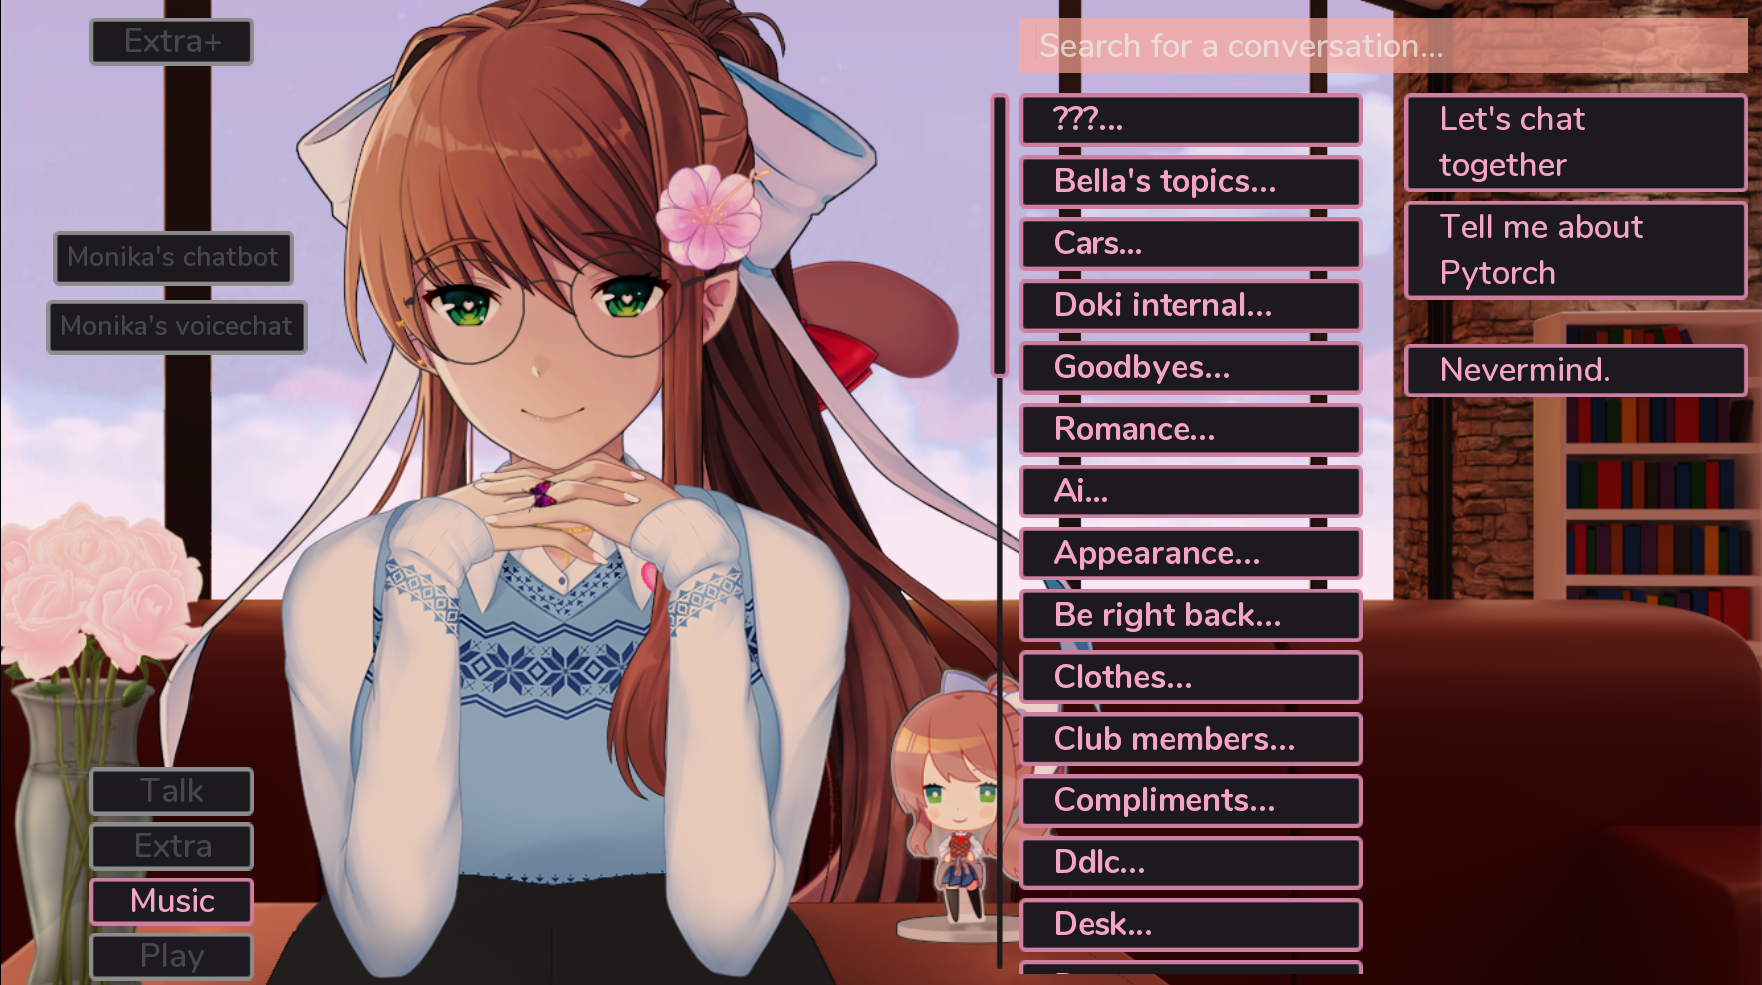 Extra+
Monika's chatbot
Monika's voicechat
Talk
Extra
Music
Play
Search for a conversation...
???...
Bella's topics...
Cars...
Doki internal...
Goodbyes...
Romance...
Ai...
Appearance...
Be right back...
Clothes...
Club members...
Compliments...
Ddlc...
Desk...
Let's chat
together
Tell me about
Pytorch
Nevermind.